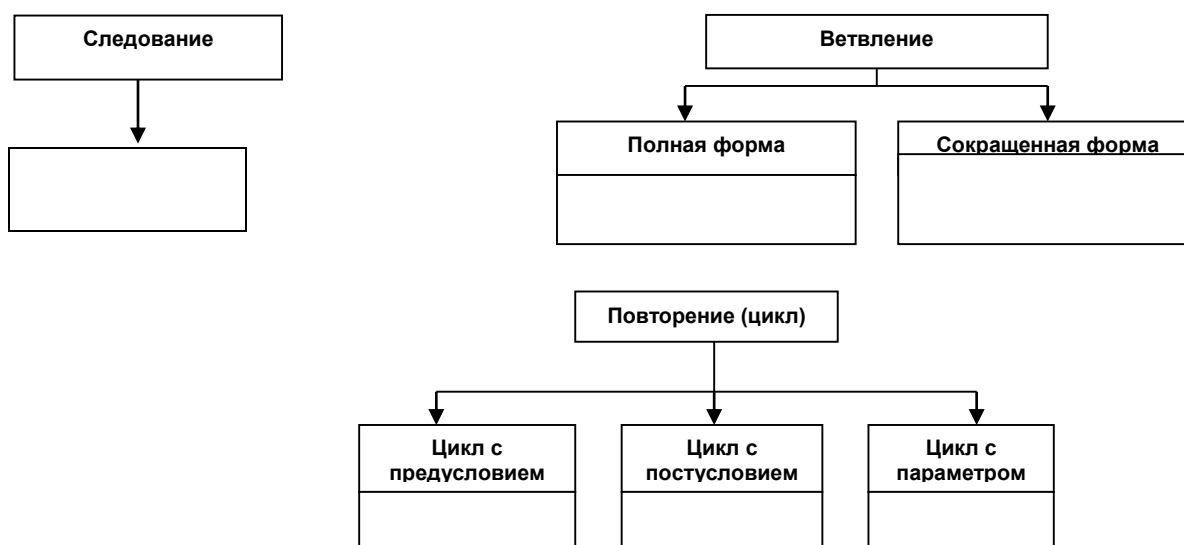 Следование
Ветвление
Полная форма
Сокращенная форма
Повторение (цикл)
Цикл с
предусловием
Цикл с
постусловием
Цикл с
параметром